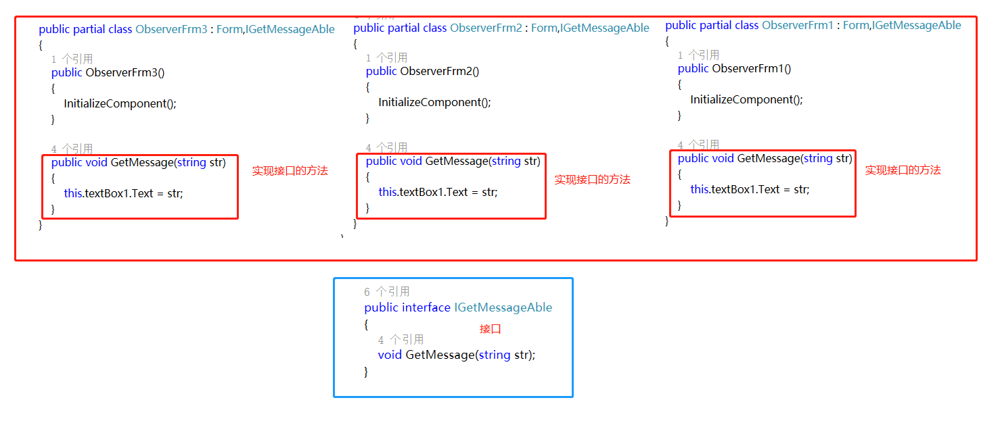 public partial class ObserverFrm3 : Form,IGetMessageAble
{
1 个引用
public ObserverFrm3()
{
InitializeComponent();
}
4 个引用
public void GetMessage(string str)
{
this.textBox1.Text = str;
}
}
实现接口的方法
public partial class ObserverFrm2 : Form,IGetMessageAble
{
1 个引用
public ObserverFrm2()
{
InitializeComponent();
}
4 个引用
public void GetMessage(string str)
{
this.textBox1.Text = str;
}
}
实现接口的方法
public partial class ObserverFrm1 : Form,IGetMessageAble
{
1 个引用
public ObserverFrm1()
{
InitializeComponent();
}
4 个引用
public void GetMessage(string str)
{
this.textBox1.Text = str;
}
}
实现接口的方法
6 个引用
public interface IGetMessageAble
{
接口
4 个引用
void GetMessage(string str);
}